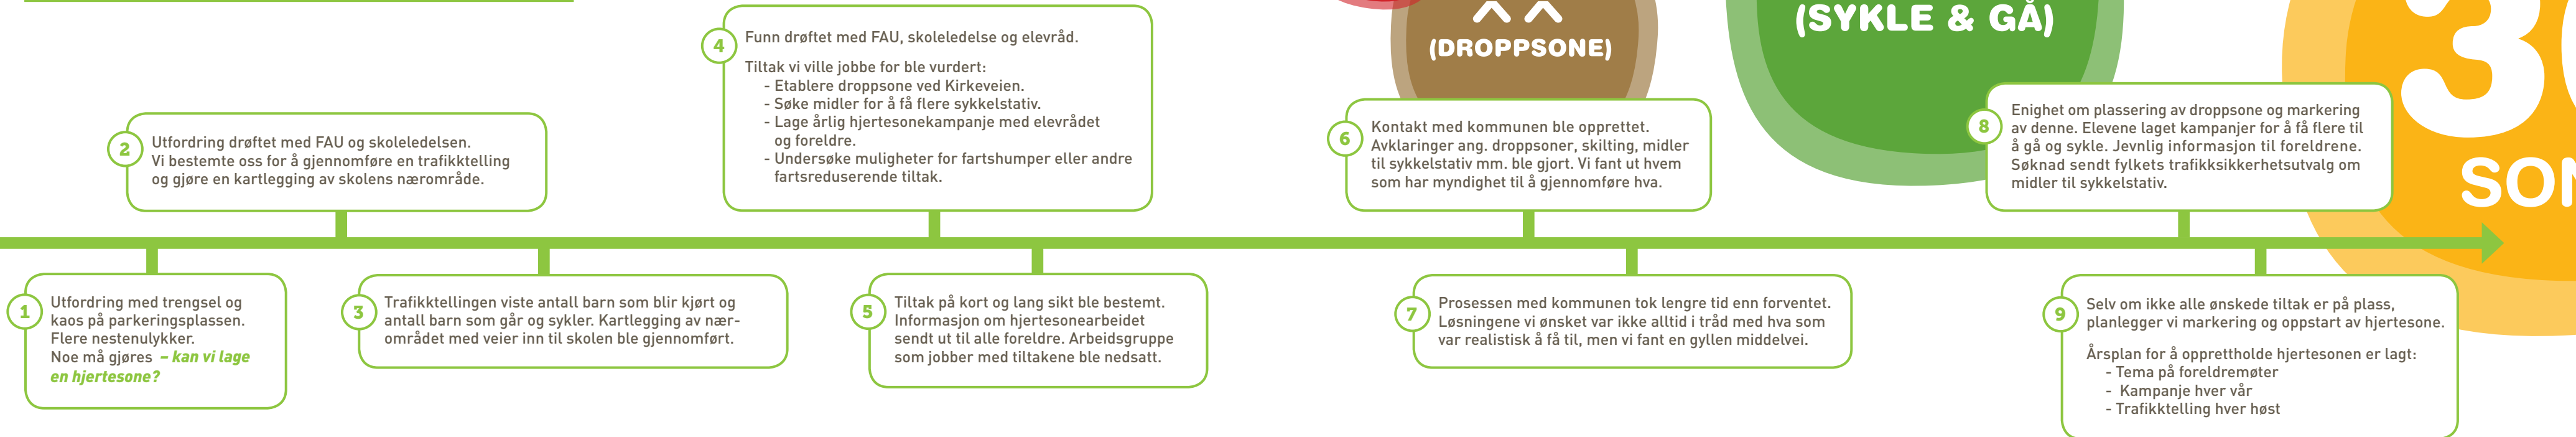 (DROPPSONE)
(SYKLE & GÅ)
1
Utfordring med trengsel og
kaos på parkeringsplassen.
Flere nestenulykker.
Noe må gjøres – kan vi lage
en hjertesone?
2
Utfordring drøftet med FAU og skoleledelsen.
Vi bestemte oss for å gjennomføre en trafikktelling
og gjøre en kartlegging av skolens nærområde.
3
Trafikktellingen viste antall barn som blir kjørt og
antall barn som går og sykler. Kartlegging av nær-
området med veier inn til skolen ble gjennomført.
4
Funn drøftet med FAU, skoleledelse og elevråd.
Tiltak vi ville jobbe for ble vurdert:
- Etablere droppsone ved Kirkeveien.
- Søke midler for å få flere sykkelstativ.
- Lage årlig hjertesonekampanje med elevrådet
og foreldre.
- Undersøke muligheter for fartshumper eller andre
fartsreduserende tiltak.
5
Tiltak på kort og lang sikt ble bestemt.
Informasjon om hjertesonearbeidet
sendt ut til alle foreldre. Arbeidsgruppe
som jobber med tiltakene ble nedsatt.
6
Kontakt med kommunen ble opprettet.
Avklaringer ang. droppsoner, skilting, midler
til sykkelstativ mm. ble gjort. Vi fant ut hvem
som har myndighet til å gjennomføre hva.
7
Prosessen med kommunen tok lengre tid enn forventet.
Løsningene vi ønsket var ikke alltid i tråd med hva som
var realistisk å få til, men vi fant en gyllen middelvei.
8
Enighet om plassering av droppsone og markering
av denne. Elevene laget kampanjer for å få flere til
å gå og sykle. Jevnlig informasjon til foreldrene.
Søknad sendt fylkets trafikksikkerhetsutvalg om
midler til sykkelstativ.
9
Selv om ikke alle ønskede tiltak er på plass,
planlegger vi markering og oppstart av hjertesone.
Årsplan for å opprettholde hjertesonen er lagt:
- Tema på foreldremøter
- Kampanje hver vår
- Trafikktelling hver høst